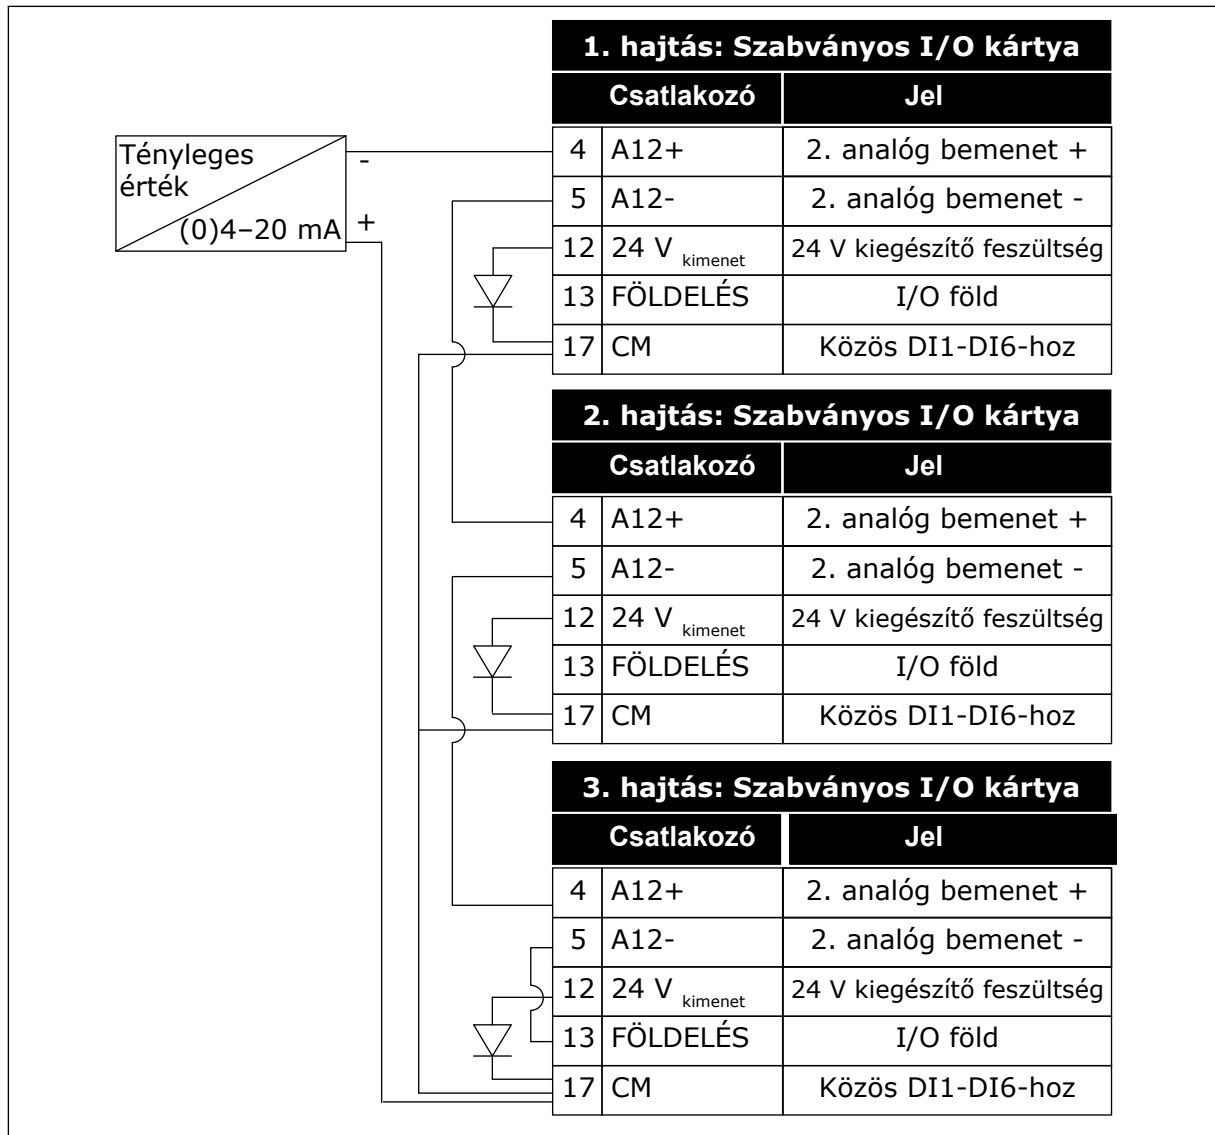 1. hajtás: Szabványos I/O kártya
Csatlakozó Jel
Tényleges
érték
(0)4–20 mA
-
+
4 A12+ 2. analóg bemenet +
5 A12- 2. analóg bemenet -
12 24 V kimenet 24 V kiegészítő feszültség
13 FÖLDELÉS I/O föld
17 CM Közös DI1-DI6-hoz
2. hajtás: Szabványos I/O kártya
Csatlakozó Jel
4 A12+ 2. analóg bemenet +
5 A12- 2. analóg bemenet -
12 24 V kimenet 24 V kiegészítő feszültség
13 FÖLDELÉS I/O föld
17 CM Közös DI1-DI6-hoz
3. hajtás: Szabványos I/O kártya
Csatlakozó Jel
4 A12+ 2. analóg bemenet +
5 A12- 2. analóg bemenet -
12 24 V kimenet 24 V kiegészítő feszültség
13 FÖLDELÉS I/O föld
17 CM Közös DI1-DI6-hoz